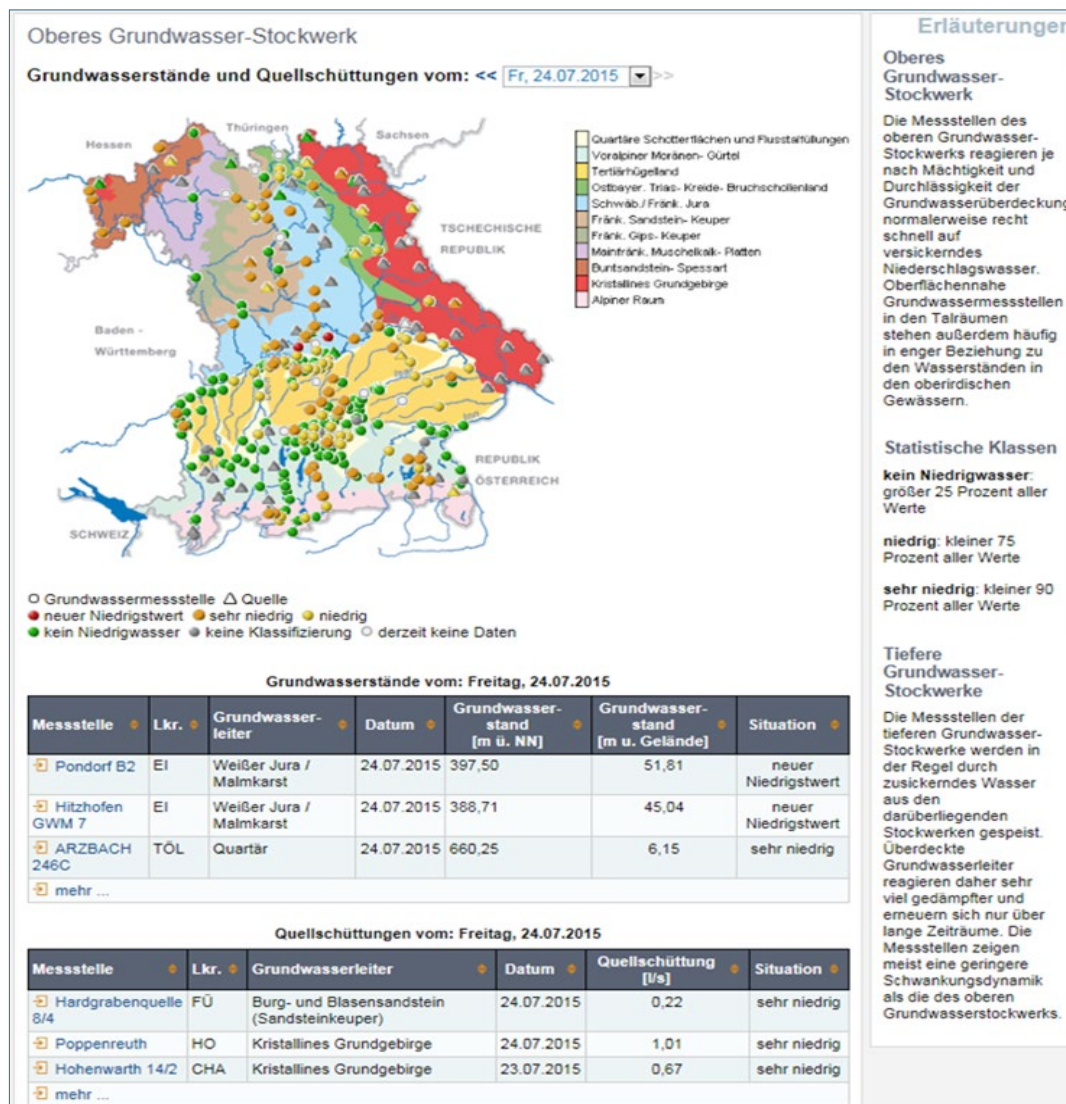 Oberes Grundwasser-Stockwerk
Grundwasserstände und Quellschüttungen vom: << Fr, 24.07.2015 >>
Hessen
Thüringen
Sachsen
TSCHECHISCHE
REPUBLIK
Baden -
Württemberg
REPUBLIK
ÖSTERREICH
SCHWEIZ
Inn
Quartäre Schotterflächen und Flusstalfüllungen
Voralpiner Moränen- Gürtel
Tertiärhügelland
Ostbayer. Trias- Kreide- Bruchschollenland
Schwäb./ Fränk. Jura
Fränk. Sandstein- Keuper
Fränk. Gips- Keuper
Mainfränk. Muschelkalk- Platten
Buntsandstein- Spessart
Kristallines Grundgebirge
Alpiner Raum
Grundwassermessstelle Quelle
neuer Niedrigstwert sehr niedrig niedrig
kein Niedrigwasser keine Klassifizierung derzeit keine Daten
Grundwasserstände vom: Freitag, 24.07.2015
Messstelle Lkr. Grundwasser-leiter Datum Grundwasser-stand [m ü. NN] Grundwasser-stand [m u. Gelände] Situation
Pondorf B2 EI Weißer Jura / Malmkarst 24.07.2015 397,50 51,81 neuer Niedrigstwert
Hitzhofen GWM 7 EI Weißer Jura / Malmkarst 24.07.2015 388,71 45,04 neuer Niedrigstwert
ARZBACH 246C TÖL Quartär 24.07.2015 660,25 6,15 sehr niedrig
mehr ...
Quellschüttungen vom: Freitag, 24.07.2015
Messstelle Lkr. Grundwasserleiter Datum Quellschüttung [l/s] Situation
Hardgrabenquelle 8/4 FÜ Burg- und Blasensandstein (Sandsteinkeuper) 24.07.2015 0,22 sehr niedrig
Poppenreuth HO Kristallines Grundgebirge 24.07.2015 1,01 sehr niedrig
Hohenwarth 14/2 CHA Kristallines Grundgebirge 23.07.2015 0,67 sehr niedrig
mehr ...
Erläuterungen
Oberes
Grundwasser-
Stockwerk
Die Messstellen des
oberen Grundwasser-
Stockwerks reagieren je
nach Mächtigkeit und
Durchlässigkeit der
Grundwasserüberdeckung
normalerweise recht
schnell auf
versickerndes
Niederschlagswasser.
Oberflächennahe
Grundwassermessstellen
in den Talräumen
stehen außerdem häufig
in enger Beziehung zu
den Wasserständen in
den oberirdischen
Gewässern.
Statistische Klassen
kein Niedrigwasser:
größer 25 Prozent aller
Werte
niedrig: kleiner 75
Prozent aller Werte
sehr niedrig: kleiner 90
Prozent aller Werte
Tiefere
Grundwasser-
Stockwerke
Die Messstellen der
tieferen Grundwasser-
Stockwerke werden in
der Regel durch
zusickerndes Wasser
aus den
darüberliegenden
Stockwerken gespeist.
Überdeckte
Grundwasserleiter
reagieren daher sehr
viel gedämpfter und
erneuern sich nur über
lange Zeiträume. Die
Messstellen zeigen
meist eine geringere
Schwankungsdynamik
als die des oberen
Grundwasserstockwerks.